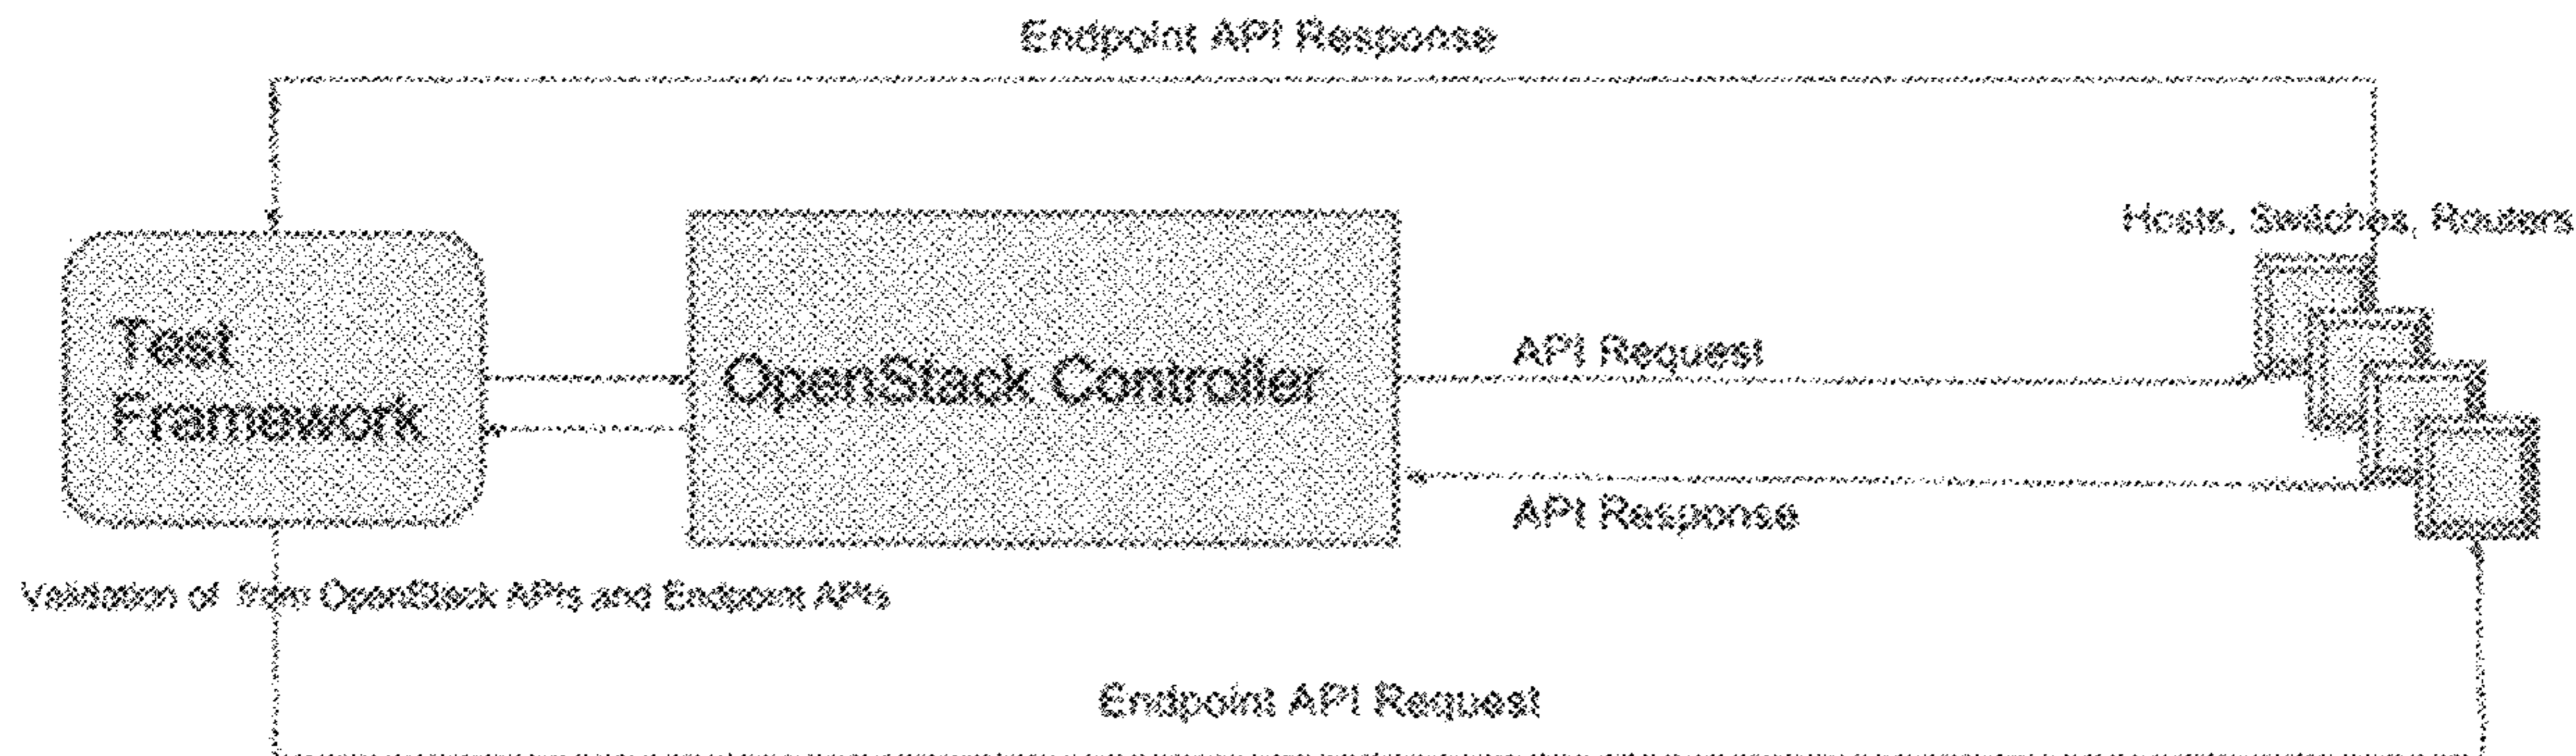 Endpoint API Response
Hosts, Switches, Routers
Test
Framework
OpenStack Controller
API Request
API Response
Validation of from OpenStack APIs and Endpoint APIs
Endpoint API Request